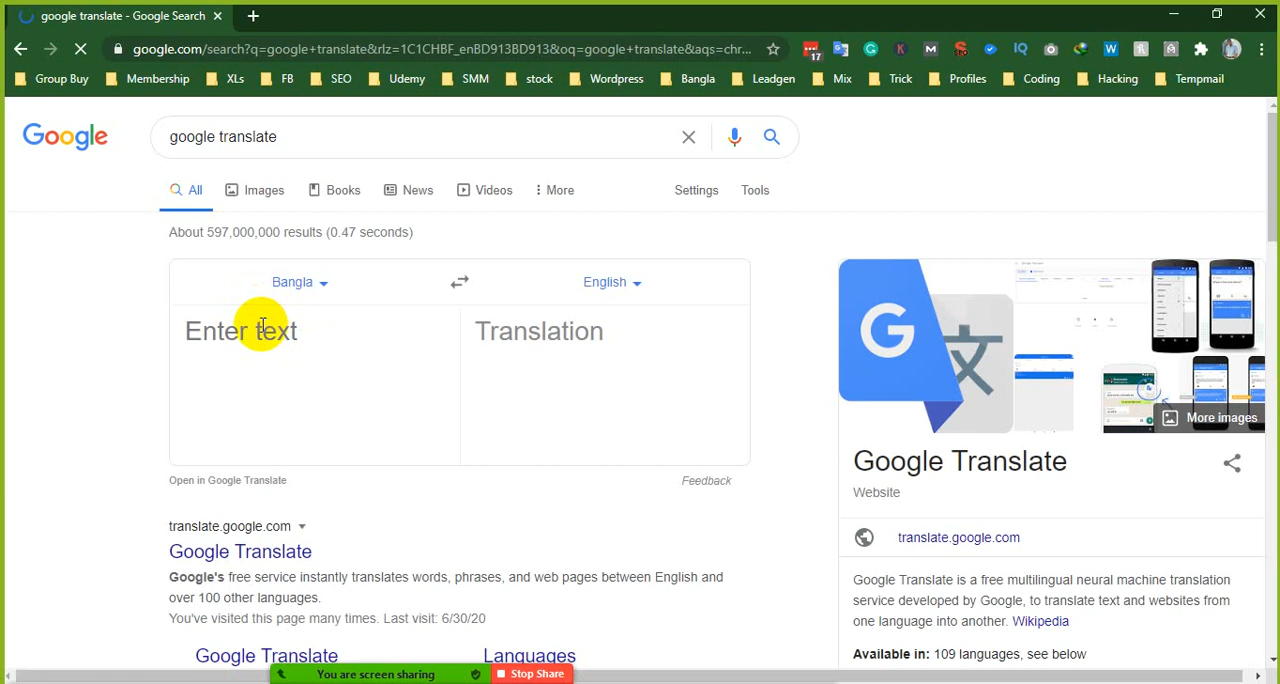 google translate - Google Search
google.com/search?q=google+translate&rlz=1C1CHBF_enBD913BD913&oq=google+translate&aqs=chr...
17
IQ
W
Group Buy Membership XLs FB SEO Udemy SMM stock Wordpress Bangla Leadgen Mix Trick Profiles Coding Hacking Tempmail
Google
google translate
All Images Books News Videos More Settings Tools
About 597,000,000 results (0.47 seconds)
Bangla English
Enter text Translation
Open in Google Translate Feedback
translate.google.com
Google Translate
Google's free service instantly translates words, phrases, and web pages between English and
over 100 other languages.
You've visited this page many times. Last visit: 6/30/20
Google Translate Languages
More images
Google Translate
Website
translate.google.com
Google Translate is a free multilingual neural machine translation
service developed by Google, to translate text and websites from
one language into another. Wikipedia
Available in: 109 languages, see below
You are screen sharing Stop Share